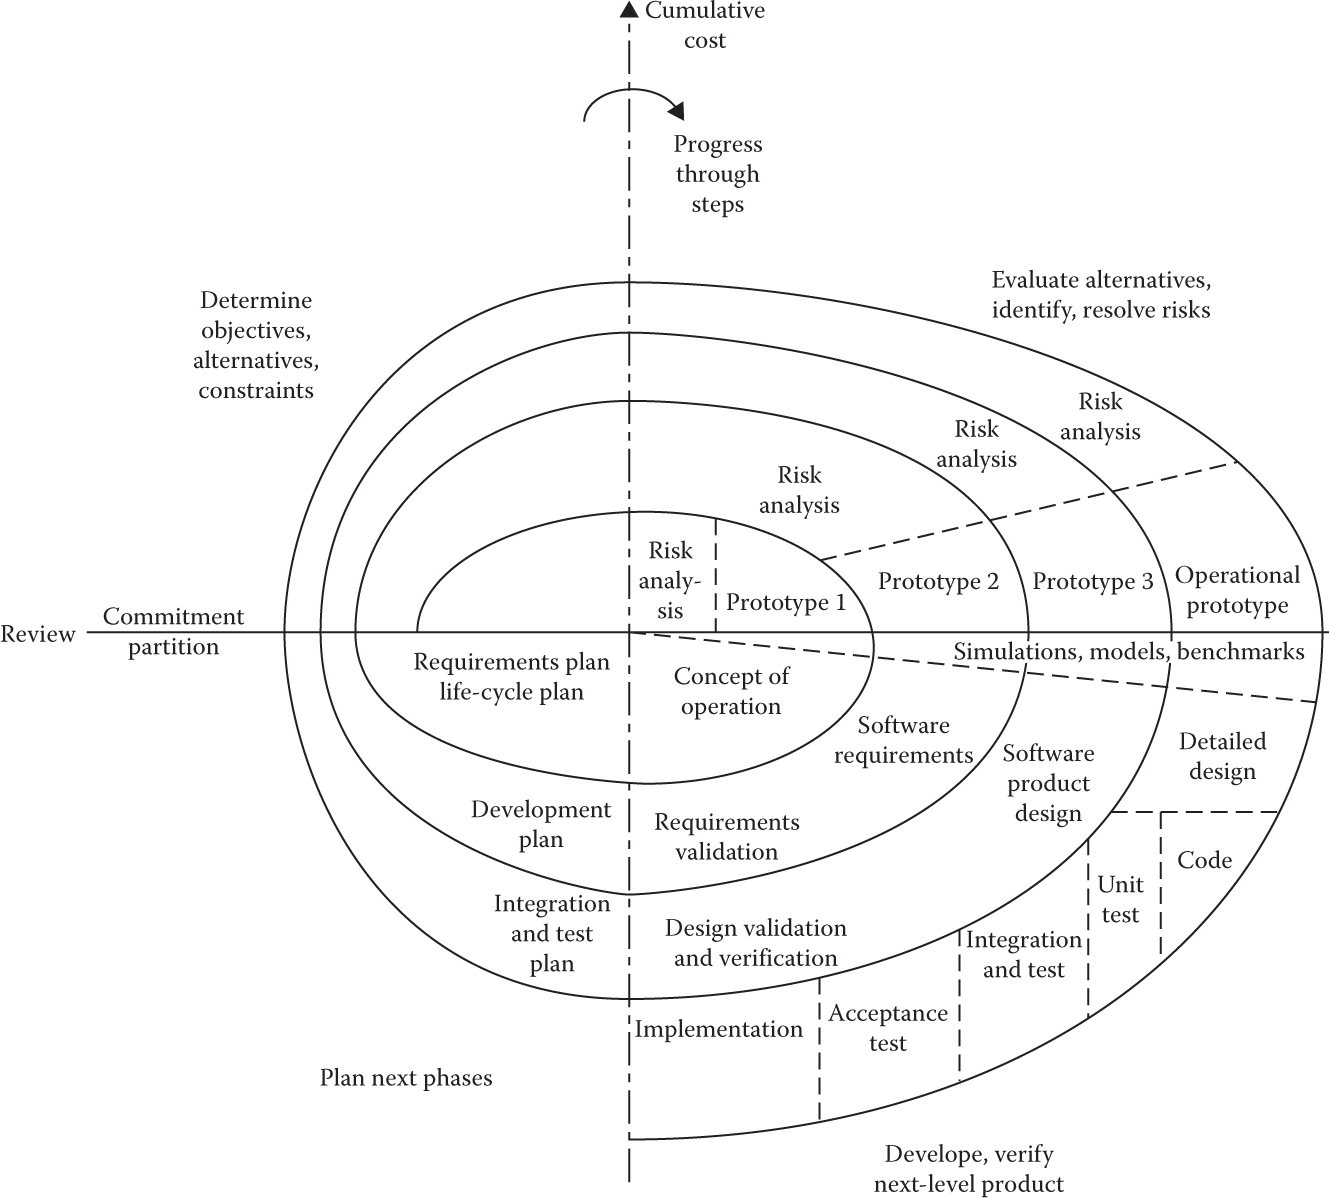 Cumulative
cost
Progress
through
steps
Determine
objectives,
alternatives,
constraints
Evaluate alternatives,
identify, resolve risks
Risk
analysis
Risk
analysis
Risk
analysis
Risk
analy-
sis
Prototype 1
Prototype 2
Prototype 3
Operational
prototype
Review
Commitment
partition
Simulations, models, benchmarks
Requirements plan
life-cycle plan
Concept of
operation
Software
requirements
Software
product
design
Detailed
design
Development
plan
Requirements
validation
Code
Unit
test
Integration
and test
plan
Design validation
and verification
Integration
and test
Acceptance
test
Implementation
Plan next phases
Develope, verify
next-level product